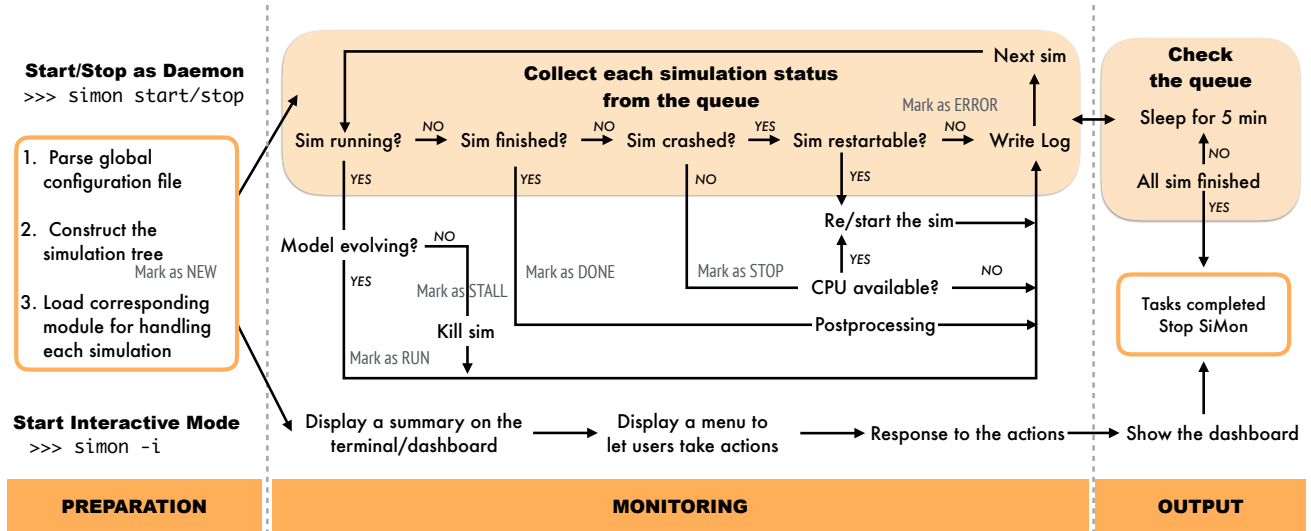 Start/Stop as Daemon
>>> simon start/stop
1. Parse global
configuration file
2. Construct the
simulation tree
Mark as NEW
3. Load corresponding
module for handling
each simulation
Start Interactive Mode
>>> simon -i
Collect each simulation status
from the queue
Next sim
Mark as ERROR
Sim running?
NO
Sim finished?
NO
Sim crashed?
YES
Sim restartable?
NO
Write Log
YES
YES
NO
YES
Re/start the sim
Model evolving?
NO
YES
Mark as DONE
Mark as STOP
YES
NO
Mark as STALL
CPU available?
Kill sim
Postprocessing
Mark as RUN
Display a summary on the
terminal/dashboard
Display a menu to
let users take actions
Response to the actions
Check
the queue
Sleep for 5 min
NO
All sim finished
YES
Tasks completed
Stop SiMon
Show the dashboard
PREPARATION
MONITORING
OUTPUT